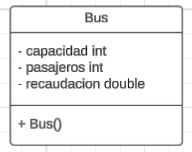 Bus
- capacidad int
- pasajeros int
- recaudacion double
+ Bus()